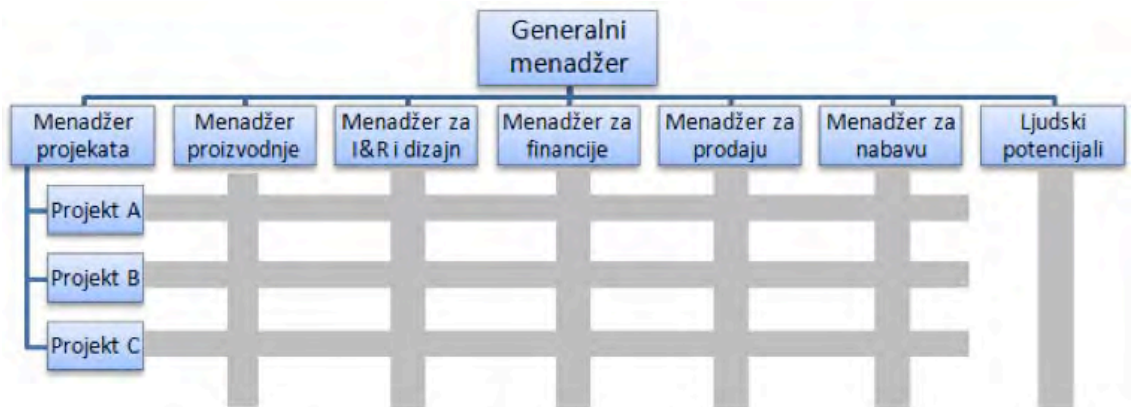 Generalni
menadžer
Menadžer
projekata
Menadžer
proizvodnje
Menadžer za
I&R i dizajn
Menadžer za
financije
Menadžer za
prodaju
Menadžer za
nabavu
Ljudski
potencijali
Projekt A
Projekt B
Projekt C